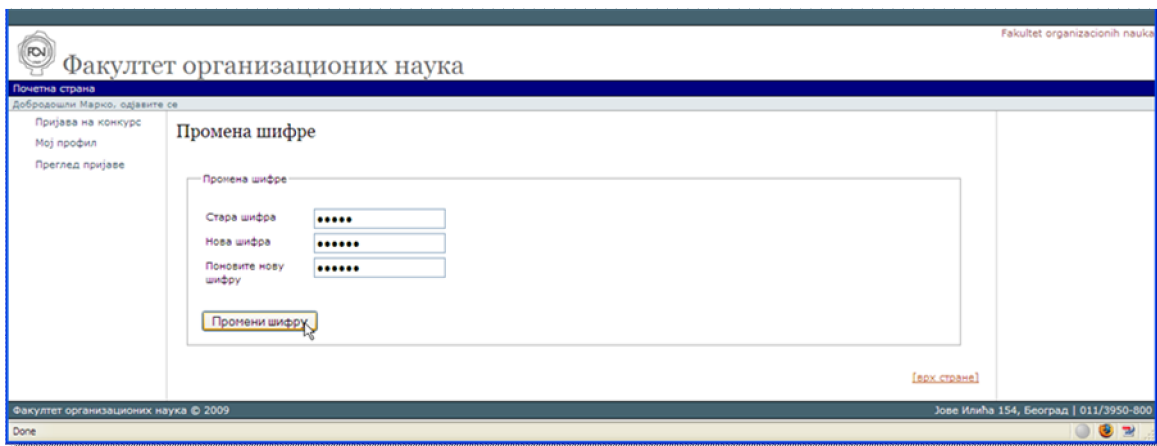 Fakultet organizacionih nauka
FON
Факултет организационих наука
Почетна страна
Добродошли Марко, одјавите се
Пријава на конкурс
Мој профил
Преглед пријаве
Промена шифре
Промена шифре
Стара шифра •••••
Нова шифра ••••••
Поновите нову
шифру ••••••
Промени шифру
[врх стране]
Факултет организационих наука © 2009
Јове Илића 154, Београд | 011/3950-800
Done